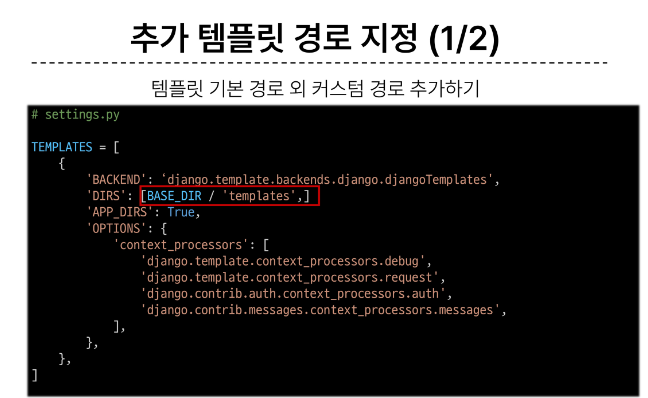 추가 템플릿 경로 지정 (1/2)
템플릿 기본 경로 외 커스텀 경로 추가하기
# settings.py
TEMPLATES = [
{
'BACKEND': 'django.template.backends.django.djangoTemplates',
'DIRS': [BASE_DIR / 'templates',]
'APP_DIRS': True,
'OPTIONS': {
'context_processors': [
'django.template.context_processors.debug',
'django.template.context_processors.request',
'django.contrib.auth.context_processors.auth',
'django.contrib.messages.context_processors.messages',
],
},
},
]